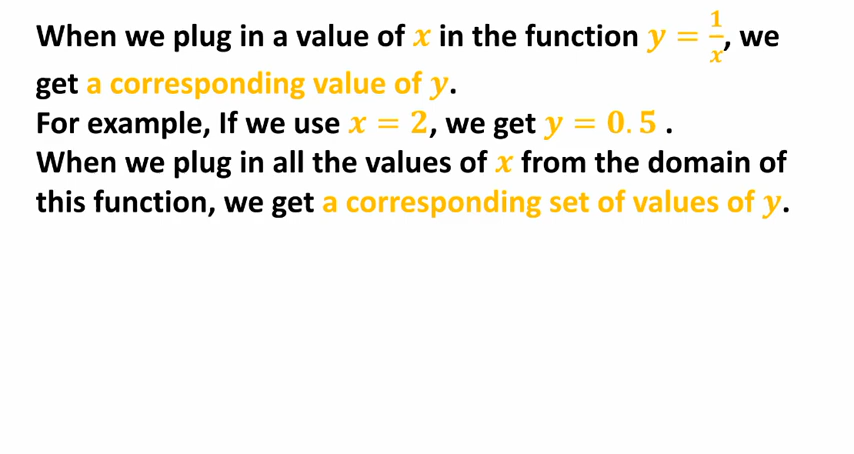 When we plug in a value of x in the function y = 1/x, we
get a corresponding value of y.
For example, If we use x = 2, we get y = 0.5 .
When we plug in all the values of x from the domain of
this function, we get a corresponding set of values of y.